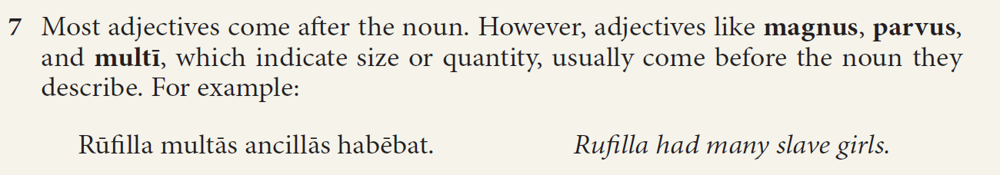 7 Most adjectives come after the noun. However, adjectives like magnus, parvus,
and multī, which indicate size or quantity, usually come before the noun they
describe. For example:
Rūfilla multās ancillās habēbat. Rufilla had many slave girls.